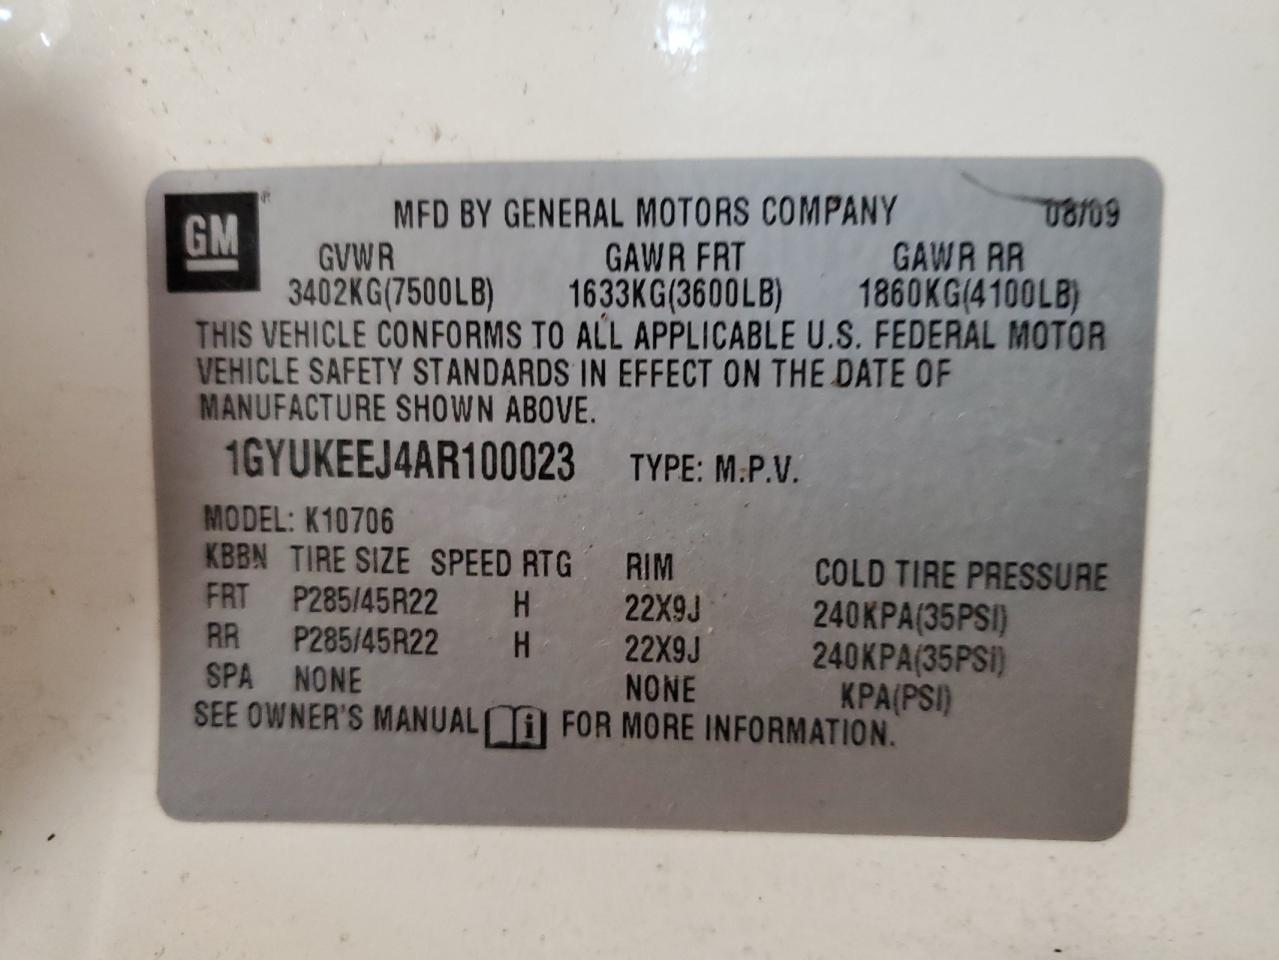 GM ®
MFD BY GENERAL MOTORS COMPANY 08/09
GVWR GAWR FRT GAWR RR
3402KG(7500LB) 1633KG(3600LB) 1860KG(4100LB)
THIS VEHICLE CONFORMS TO ALL APPLICABLE U.S. FEDERAL MOTOR
VEHICLE SAFETY STANDARDS IN EFFECT ON THE DATE OF
MANUFACTURE SHOWN ABOVE.
1GYUKEEJ4AR100023 TYPE: M.P.V.
MODEL: K10706
KBBN TIRE SIZE SPEED RTG RIM COLD TIRE PRESSURE
FRT P285/45R22 H 22X9J 240KPA(35PSI)
RR P285/45R22 H 22X9J 240KPA(35PSI)
SPA NONE NONE KPA(PSI)
SEE OWNER'S MANUAL i FOR MORE INFORMATION.